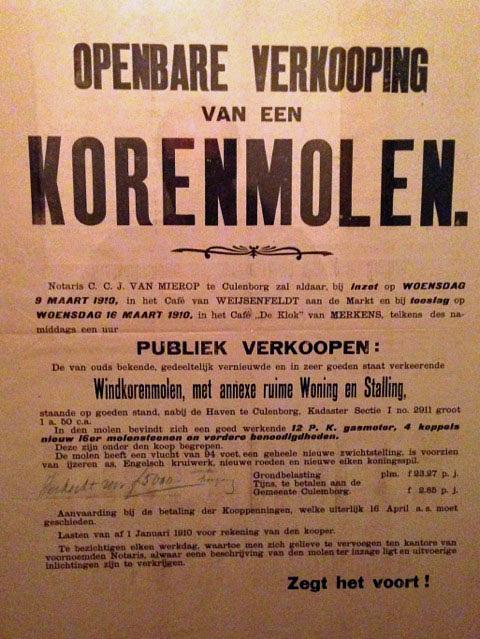 OPENBARE VERKOOPING
VAN EEN
KORENMOLEN.
Notaris C. C. J. VAN MIEROP te Culenborg zal aldaar, bij Inzet op WOENSDAG
9 MAART 1910, in het Café van WEIJSENFELDT aan de Markt en bij toeslag op
WOENSDAG 16 MAART 1910, in het Café „De Klok" van MERKENS, telkens des na-
middags een uur
PUBLIEK VERKOOPEN:
De van ouds bekende, gedeeltelijk vernieuwde en in zeer goeden staat verkeerende
Windkorenmolen, met annexe ruime Woning en Stalling,
staande op goeden stand, nabij de Haven te Culenborg, Kadaster Sectie I no. 2911 groot
1 a. 50 c.a.
In den molen bevindt zich een goed werkende 12 P. K. gasmotor, 4 koppels
nieuw 16er molensteenen en verdere benoodigdheden.
Deze zijn onder den koop begrepen.
De molen heeft een vlucht van 94 voet, een geheele nieuwe zwichtstelling, is voorzien
van ijzeren as, Engelsch kruiwerk, nieuwe roeden en nieuwe eiken koningsspil.
Verkocht voor f 5000
Grondbelasting plm. f 23.27 p. j.
Tijns, te betalen aan de
Gemeente Culemborg. f 2.85 p. j.
Aanvaarding bij de betaling der Kooppenningen, welke uiterlijk 16 April a. s. moet
geschieden.
Lasten van af 1 Januari 1910 voor rekening van den kooper.
Te bezichtigen elken werkdag, waartoe men zich gelieve te vervoegen ten kantore van
voornoemden Notaris, alwaar eene beschrijving van den molen ter inzage ligt en uitvoerige
inlichtingen zijn te verkrijgen.
Zegt het voort!